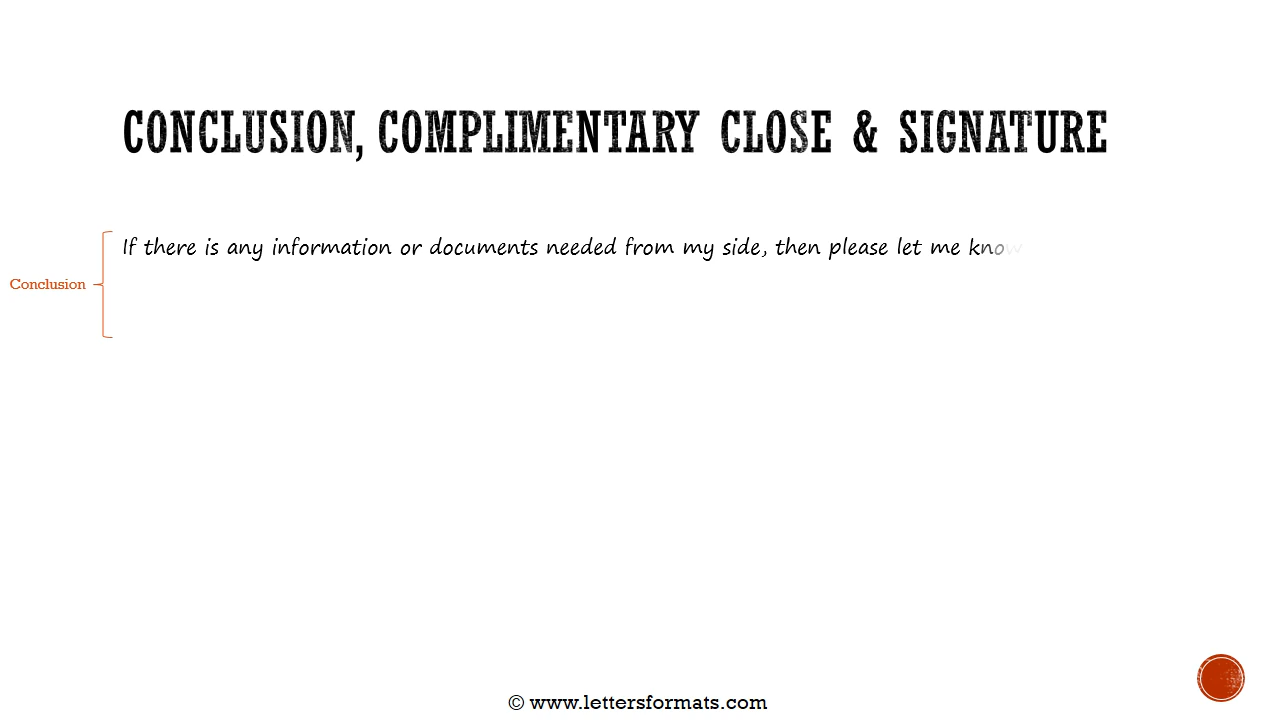 CONCLUSION, COMPLIMENTARY CLOSE & SIGNATURE
If there is any information or documents needed from my side, then please let me know
Conclusion
© www.lettersformats.com